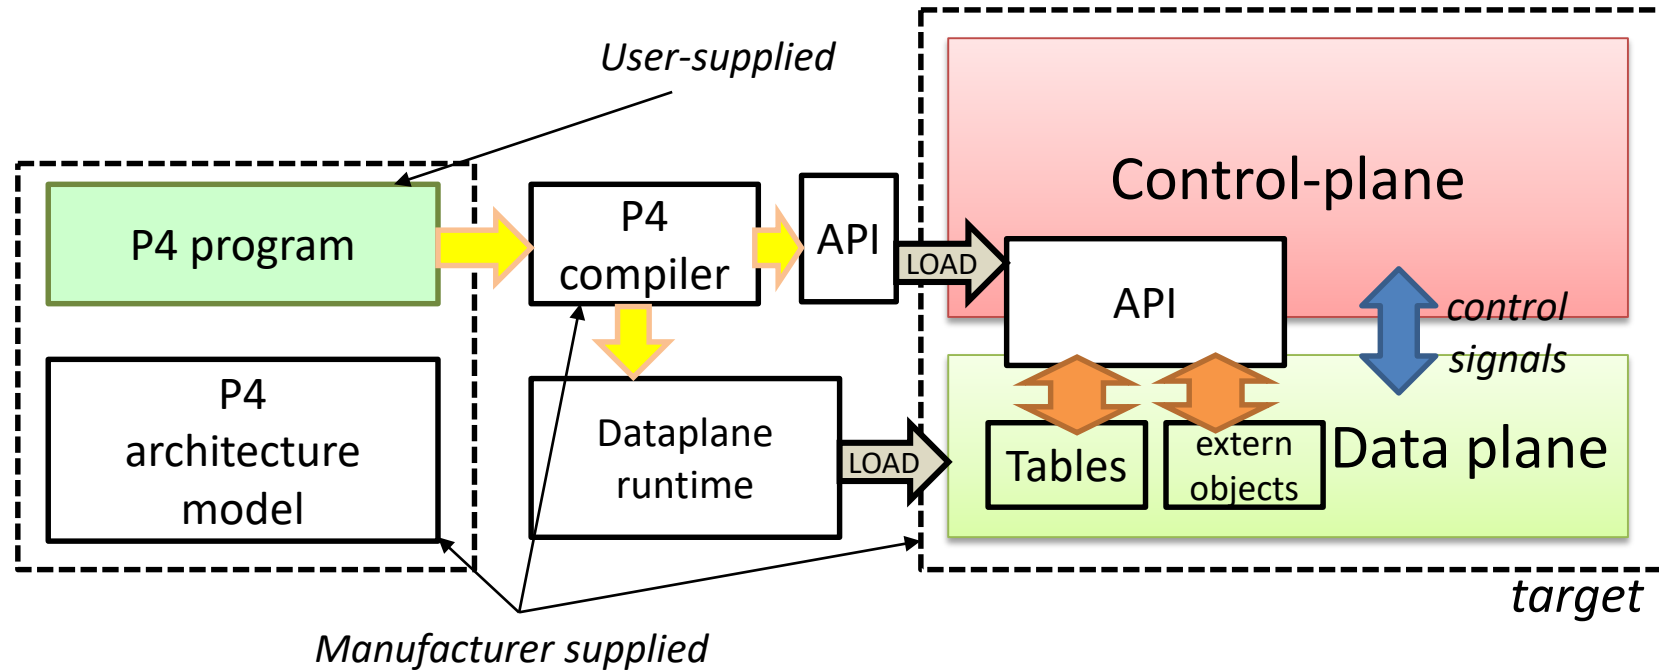 User-supplied
Control-plane
P4 program
P4
compiler
API
LOAD
API
control
signals
P4
architecture
model
Dataplane
runtime
LOAD
Tables
extern
objects
Data plane
target
Manufacturer supplied